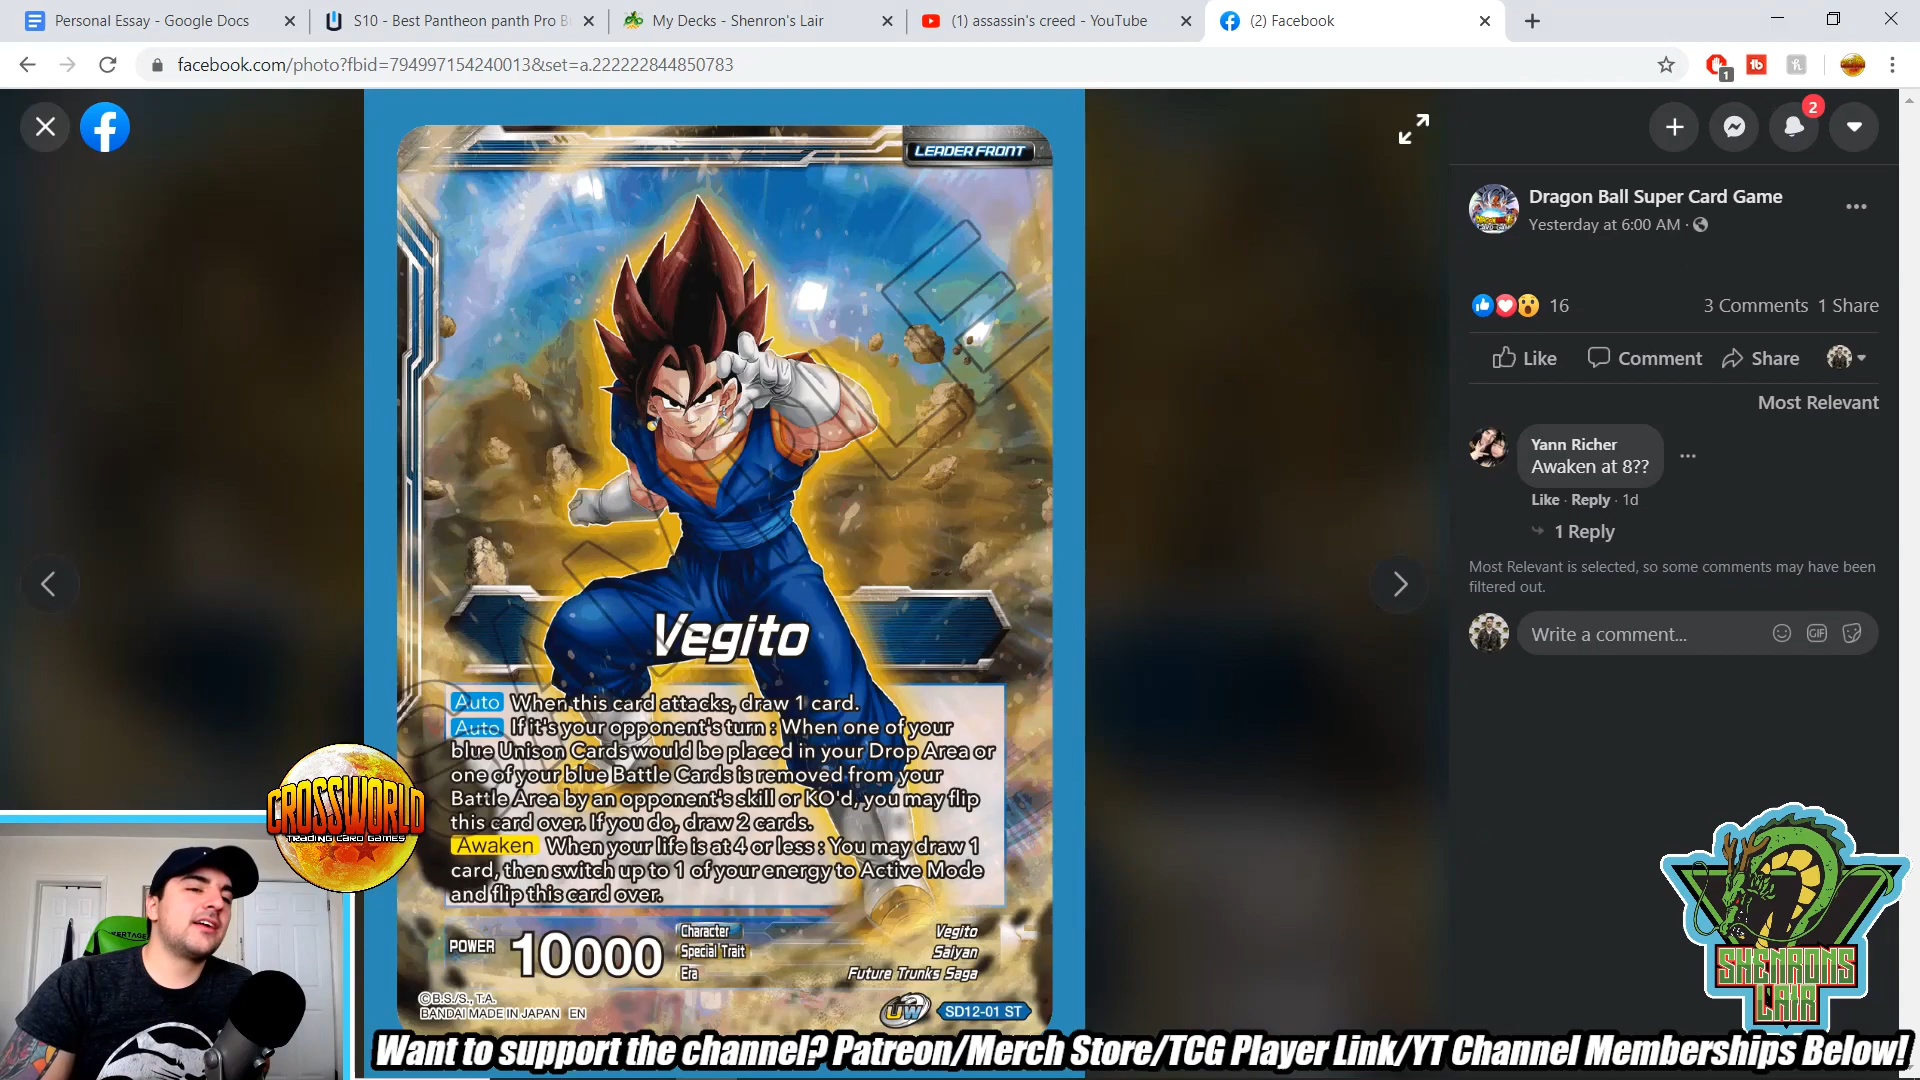 Personal Essay - Google Docs
S10 - Best Pantheon panth Pro B
My Decks - Shenron's Lair
(1) assassin's creed - YouTube
(2) Facebook
facebook.com/photo?fbid=794997154240013&set=a.222222844850783
1
2
LEADER FRONT
Dragon Ball Super Card Game
Yesterday at 6:00 AM ·
16
3 Comments 1 Share
Like Comment Share
Most Relevant
Yann Richer
Awaken at 8??
Like · Reply · 1d
1 Reply
Most Relevant is selected, so some comments may have been
filtered out.
Write a comment...
GIF
SAMPLE
Vegito
Auto When this card attacks, draw 1 card.
Auto If it's your opponent's turn : When one of your
blue Unison Cards would be placed in your Drop Area or
one of your blue Battle Cards is removed from your
Battle Area by an opponent's skill or KO'd, you may flip
this card over. If you do, draw 2 cards.
Awaken When your life is at 4 or less : You may draw 1
card, then switch up to 1 of your energy to Active Mode
and flip this card over.
POWER 10000
Character Vegito
Special Trait Saiyan
Era Future Trunks Saga
©B.S./S., T.A.
BANDAI MADE IN JAPAN EN
UW
SD12-01 ST
CROSSWORLD
TRADING CARD GAMES
SHENRONS
LAIR
Want to support the channel? Patreon/Merch Store/TCG Player Link/YT Channel Memberships Below!